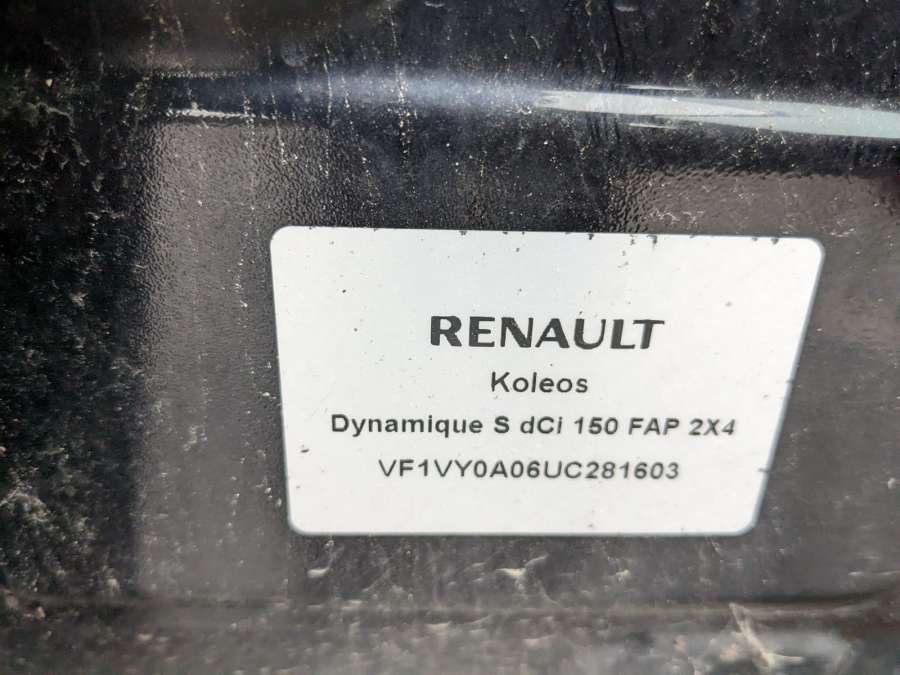 RENAULT
Koleos
Dynamique S dCi 150 FAP 2X4
VF1VY0A06UC281603